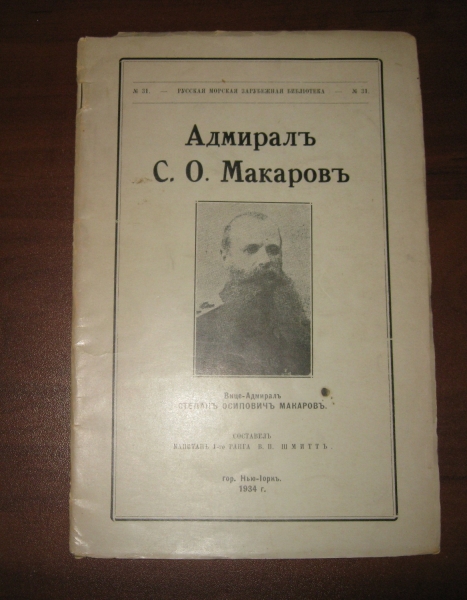 № 31. — РУССКАЯ МОРСКАЯ ЗАРУБЕЖНАЯ БИБЛІОТЕКА — № 31.
Адмиралъ
С. О. Макаровъ
Вице-Адмиралъ
СТЕПАНЪ ОСИПОВИЧЪ МАКАРОВЪ.
СОСТАВИЛЪ
КАПИТАНЪ 1-го РАНГА ШМИТТЪ
гор. Нью-Іоркъ.
1934 г.